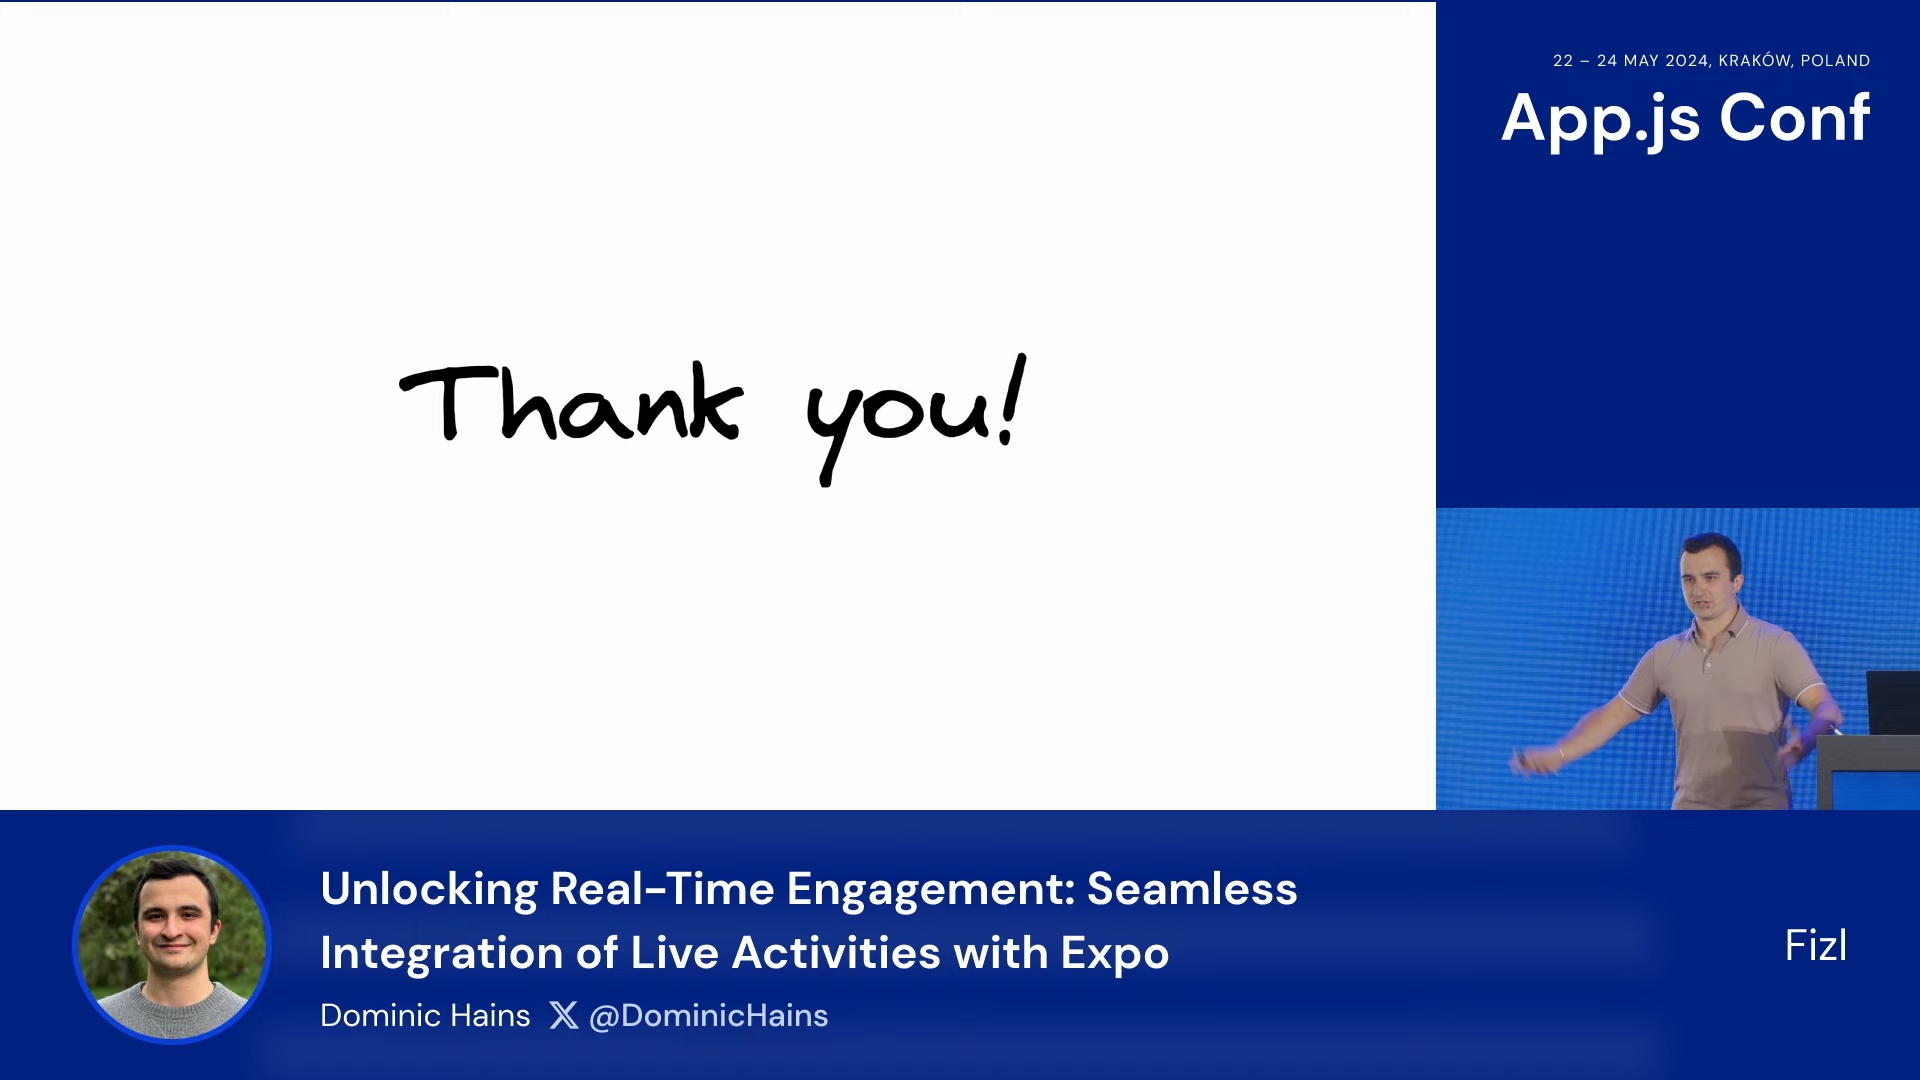 22 – 24 MAY 2024, KRAKÓW, POLAND
App.js Conf
Thank you!
Unlocking Real-Time Engagement: Seamless
Integration of Live Activities with Expo
Dominic Hains 𝕏 @DominicHains
Fizl